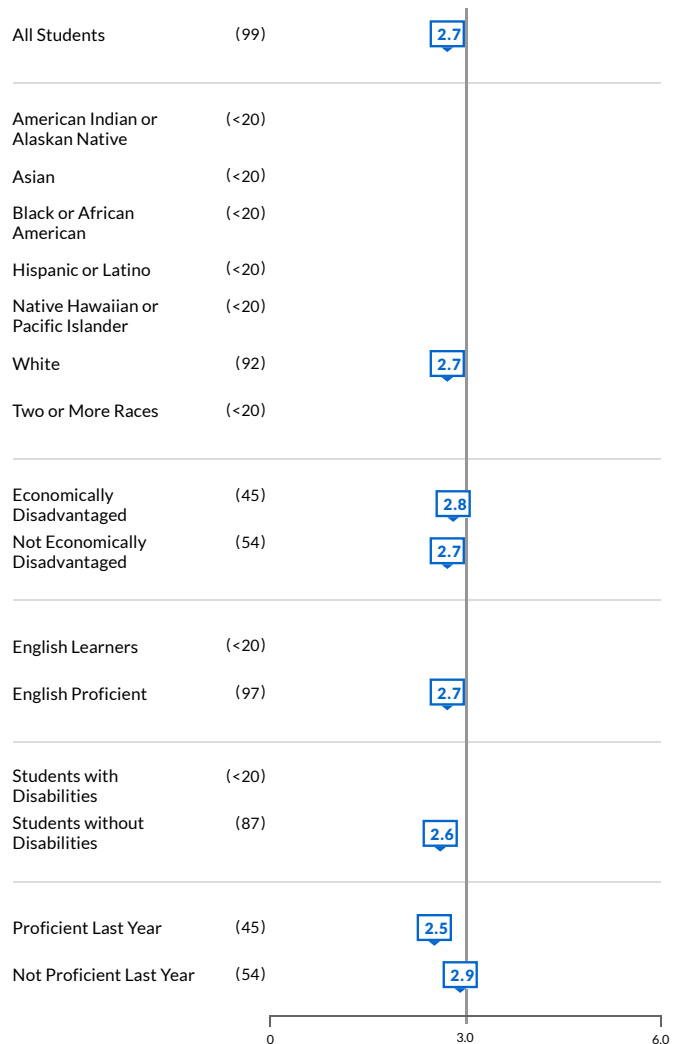 All Students (99) 2.7
American Indian or (<20)
Alaskan Native
Asian (<20)
Black or African (<20)
American
Hispanic or Latino (<20)
Native Hawaiian or (<20)
Pacific Islander
White (92) 2.7
Two or More Races (<20)
Economically (45) 2.8
Disadvantaged
Not Economically (54) 2.7
Disadvantaged
English Learners (<20)
English Proficient (97) 2.7
Students with (<20)
Disabilities
Students without (87) 2.6
Disabilities
Proficient Last Year (45) 2.5
Not Proficient Last Year (54) 2.9
0 3.0 6.0